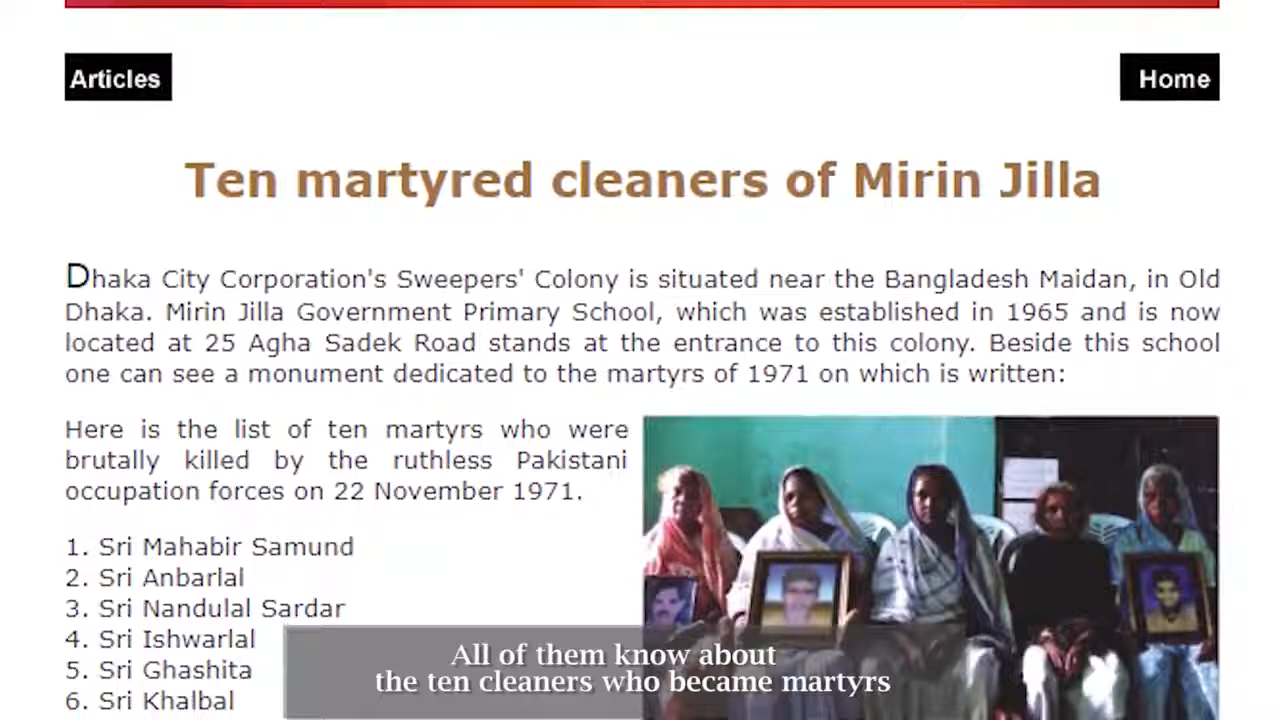 Articles
Home
Ten martyred cleaners of Mirin Jilla
Dhaka City Corporation's Sweepers' Colony is situated near the Bangladesh Maidan, in Old
Dhaka. Mirin Jilla Government Primary School, which was established in 1965 and is now
located at 25 Agha Sadek Road stands at the entrance to this colony. Beside this school
one can see a monument dedicated to the martyrs of 1971 on which is written:
Here is the list of ten martyrs who were
brutally killed by the ruthless Pakistani
occupation forces on 22 November 1971.
1. Sri Mahabir Samund
2. Sri Anbarlal
3. Sri Nandulal Sardar
4. Sri Ishwarlal
5. Sri Ghashita
6. Sri Khalbal
All of them know about
the ten cleaners who became martyrs